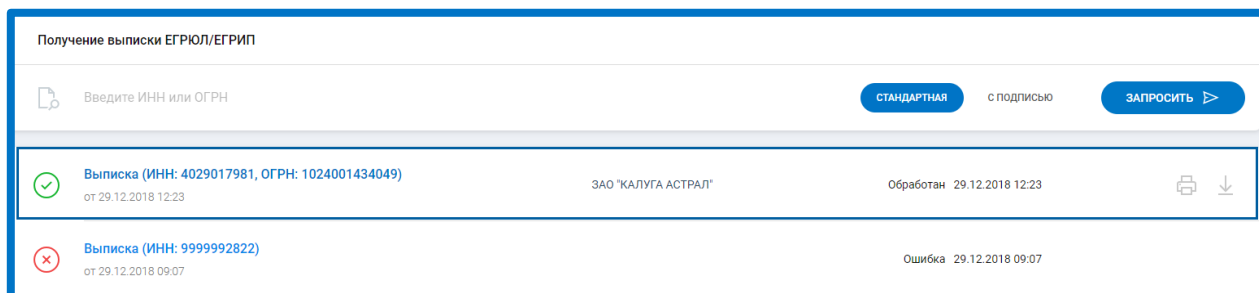 Получение выписки ЕГРЮЛ/ЕГРИП
Введите ИНН или ОГРН СТАНДАРТНАЯ С ПОДПИСЬЮ ЗАПРОСИТЬ
Выписка (ИНН: 4029017981, ОГРН: 1024001434049) ЗАО "КАЛУГА АСТРАЛ" Обработан 29.12.2018 12:23
от 29.12.2018 12:23
Выписка (ИНН: 9999992822) Ошибка 29.12.2018 09:07
от 29.12.2018 09:07